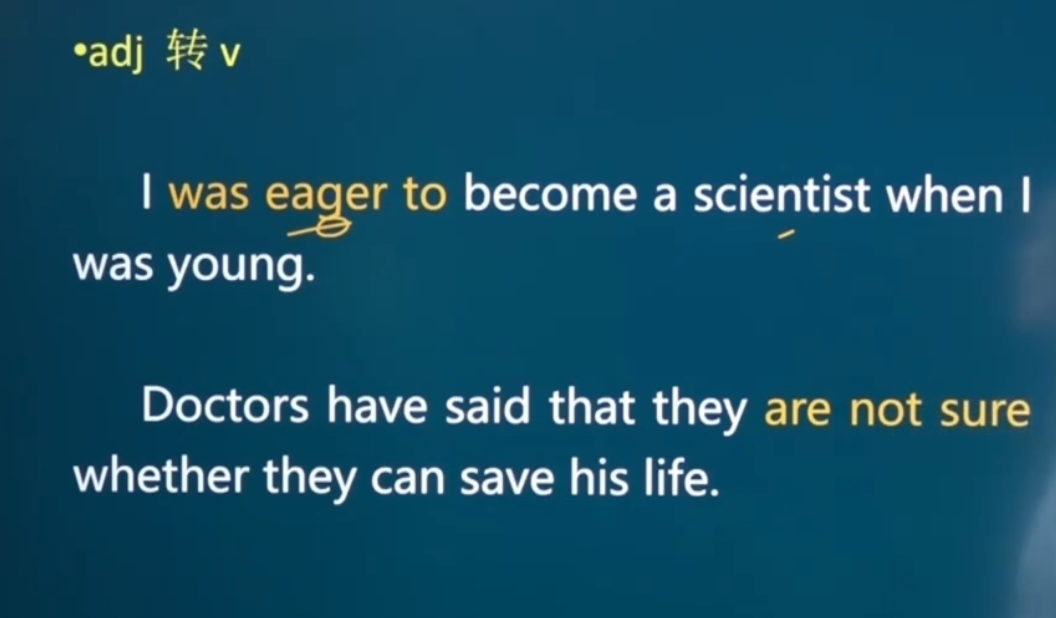 •adj 转 v
I was eager to become a scientist when I
was young.
Doctors have said that they are not sure
whether they can save his life.